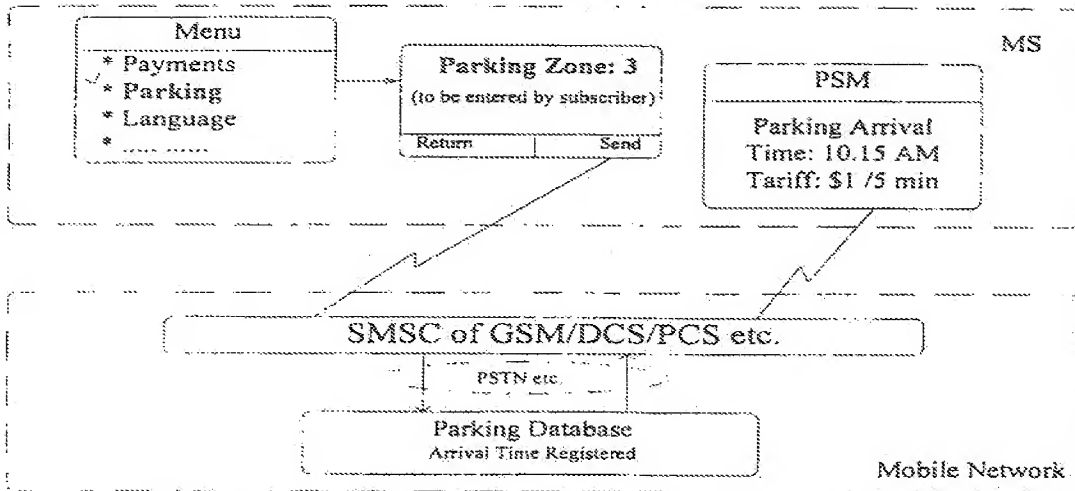 MS
Menu
* Payments
* Parking
* Language
* ..... .......
Parking Zone: 3
(to be entered by subscriber)
Return Send
PSM
Parking Arrival
Time: 10.15 AM
Tariff: $1 /5 min
SMSC of GSM/DCS/PCS etc.
PSTN etc.
Parking Database
Arrival Time Registered
Mobile Network